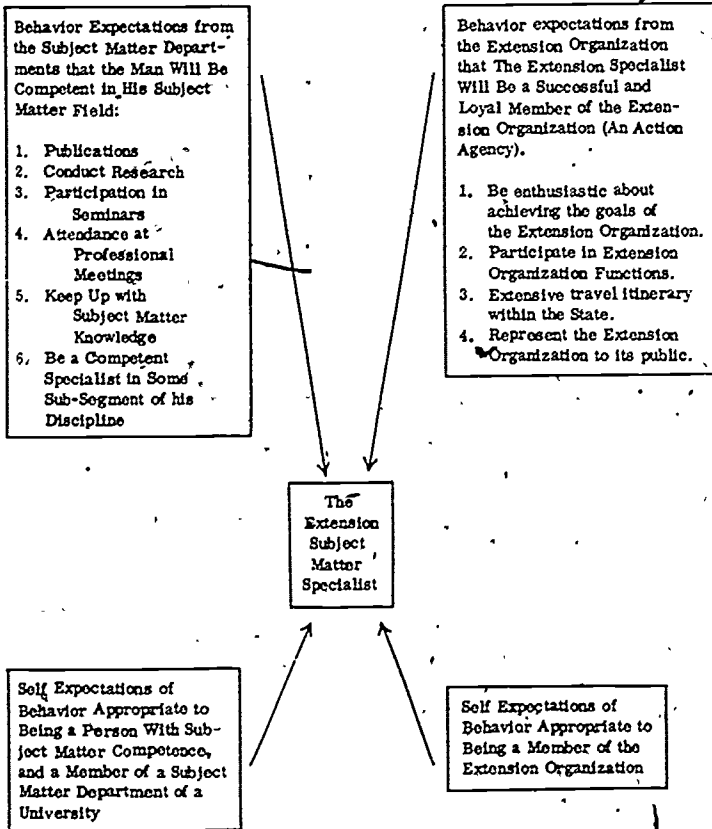 Behavior Expectations from
the Subject Matter Depart-
ments that the Man Will Be
Competent in His Subject
Matter Field:
1. Publications
2. Conduct Research
3. Participation in
Seminars
4. Attendance at
Professional
Meetings
5. Keep Up with
Subject Matter
Knowledge
6. Be a Competent
Specialist in Some
Sub-Segment of his
Discipline
Behavior expectations from
the Extension Organization
that The Extension Specialist
Will Be a Successful and
Loyal Member of the Exten-
sion Organization (An Action
Agency).
1. Be enthusiastic about
achieving the goals of
the Extension Organization.
2. Participate in Extension
Organization Functions.
3. Extensive travel itinerary
within the State.
4. Represent the Extension
Organization to its public.
The
Extension
Subject
Matter
Specialist
Self Expectations of
Behavior Appropriate to
Being a Person With Sub-
ject Matter Competence,
and a Member of a Subject
Matter Department of a
University
Self Expectations of
Behavior Appropriate to
Being a Member of the
Extension Organization